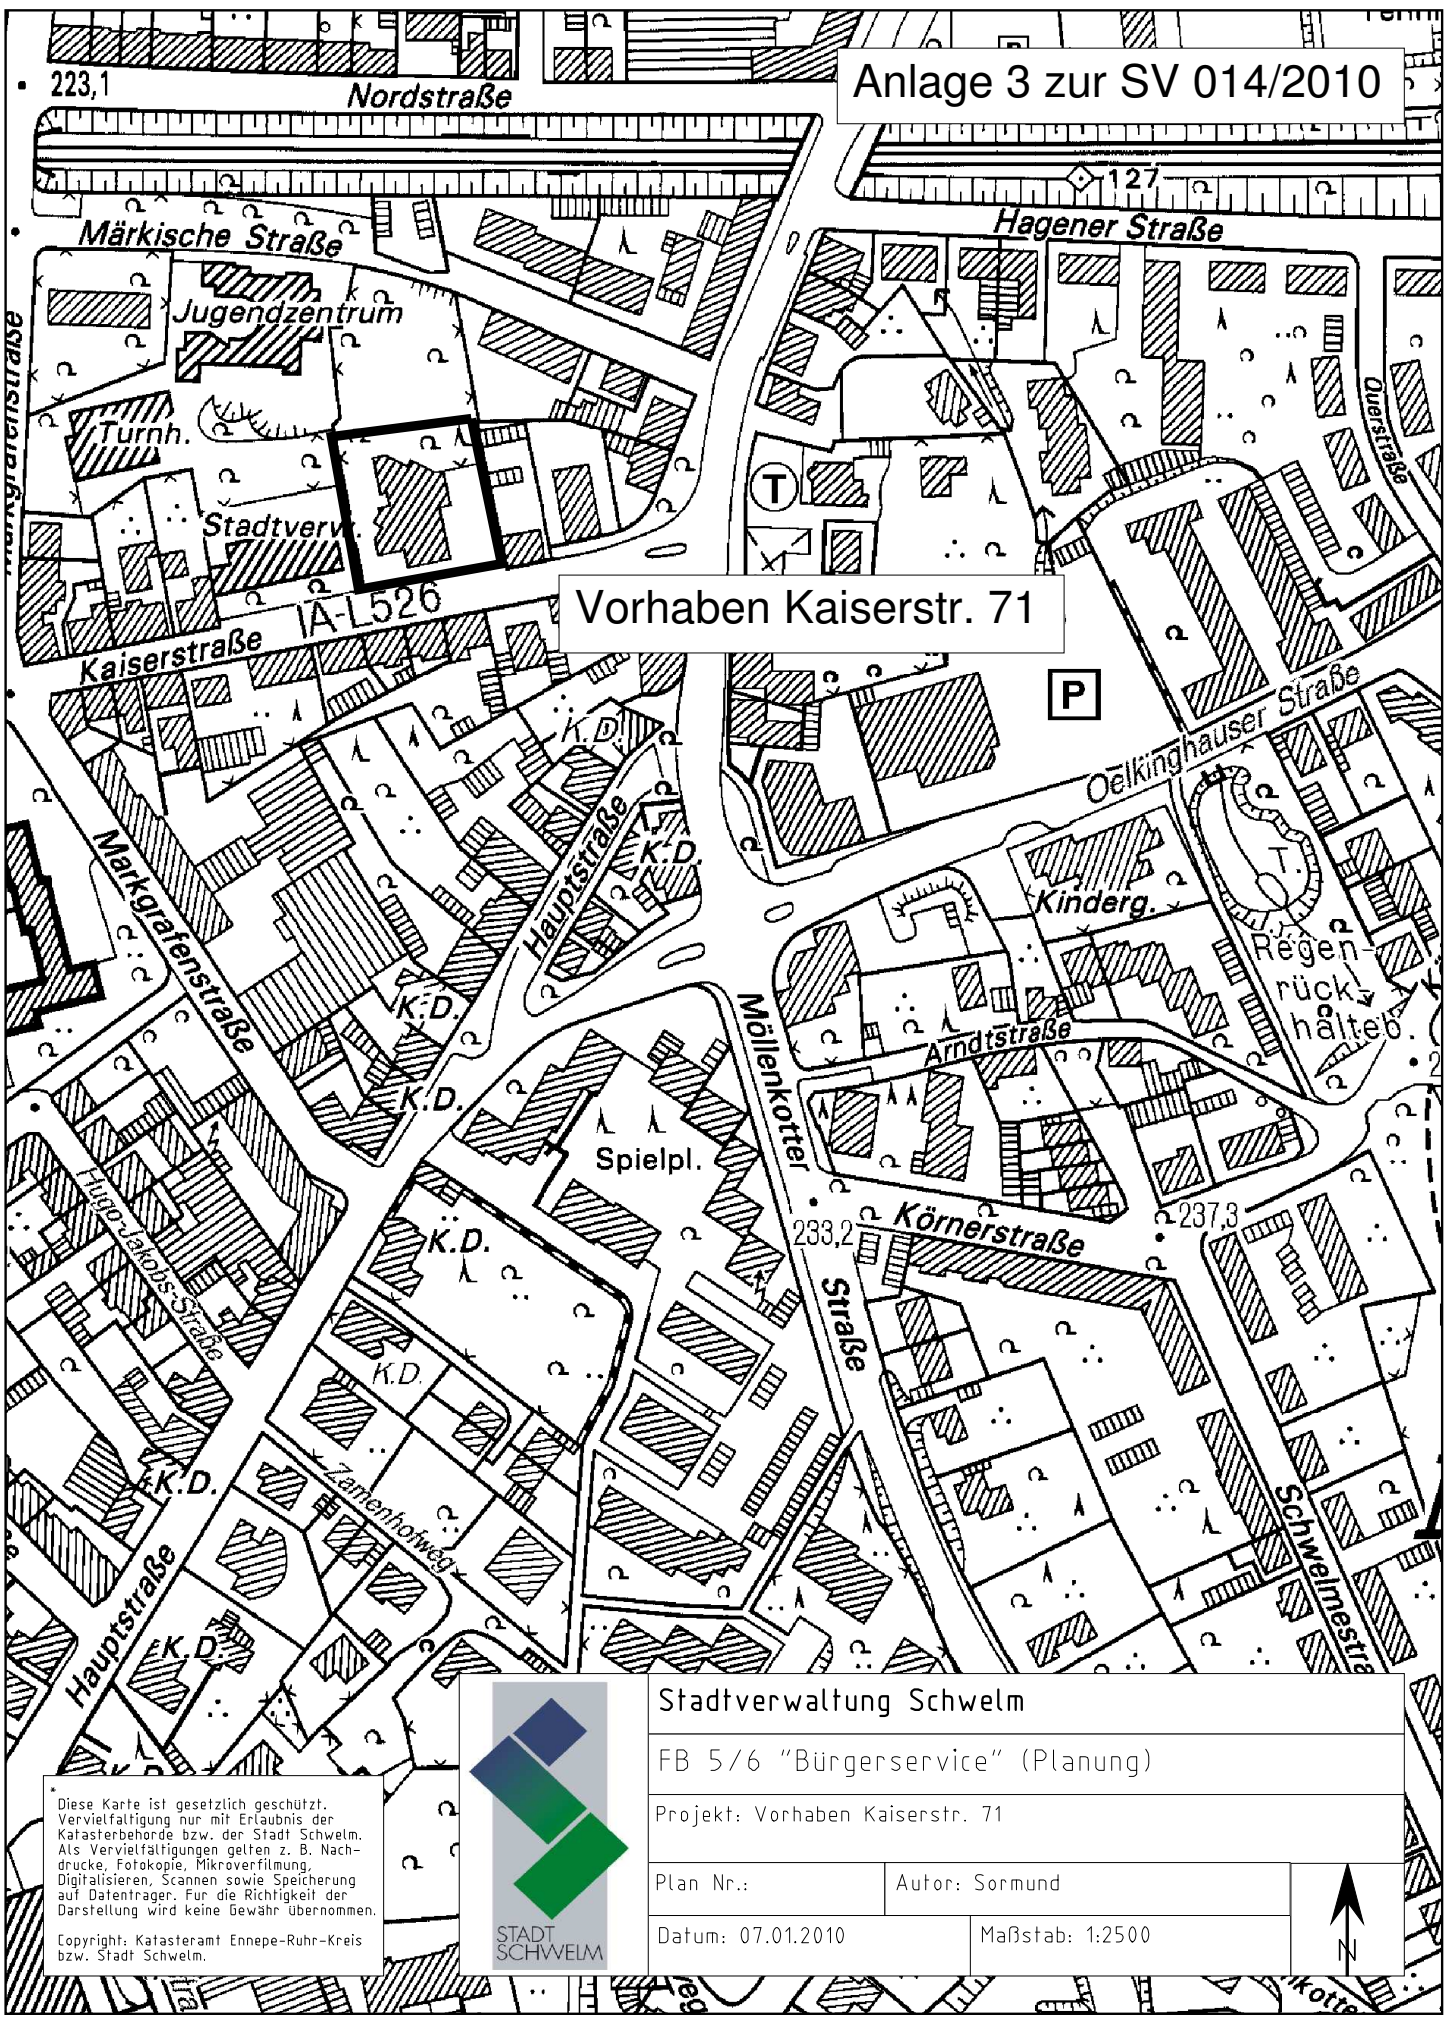 Anlage 3 zur SV 014/2010
223,1
Nordstraße
127
Hagener Straße
Märkische Straße
Jugendzentrum
Markgrafenstraße
Turnh.
Querstraße
T
Stadtverw.
IA-L526
Vorhaben Kaiserstr. 71
Kaiserstraße
P
Oelkinghauser Straße
K.D.
Hauptstraße
K.D.
T.
Markgrafenstraße
Kinderg.
Regen-
rück-
halteb.
K.D.
Möllenkotter
Arndtstraße
K.D.
Spielpl.
Hugo-Jakobs-Straße
K.D.
233,2
Körnerstraße
237,3
Straße
K.D.
K.D.
Zamenhofweg
Hauptstraße
K.D.
K.D.
Stadtverwaltung Schwelm
FB 5/6 "Bürgerservice" (Planung)
Projekt: Vorhaben Kaiserstr. 71
Plan Nr.:
Autor: Sormund
Datum: 07.01.2010
Maßstab: 1:2500
N
STADT
SCHWELM
*
Diese Karte ist gesetzlich geschützt.
Vervielfältigung nur mit Erlaubnis der
Katasterbehörde bzw. der Stadt Schwelm.
Als Vervielfältigungen gelten z. B. Nach-
drucke, Fotokopie, Mikroverfilmung,
Digitalisieren, Scannen sowie Speicherung
auf Datentrager. Fur die Richtigkeit der
Darstellung wird keine Gewähr übernommen.
Copyright: Katasteramt Ennepe-Ruhr-Kreis
bzw. Stadt Schwelm.